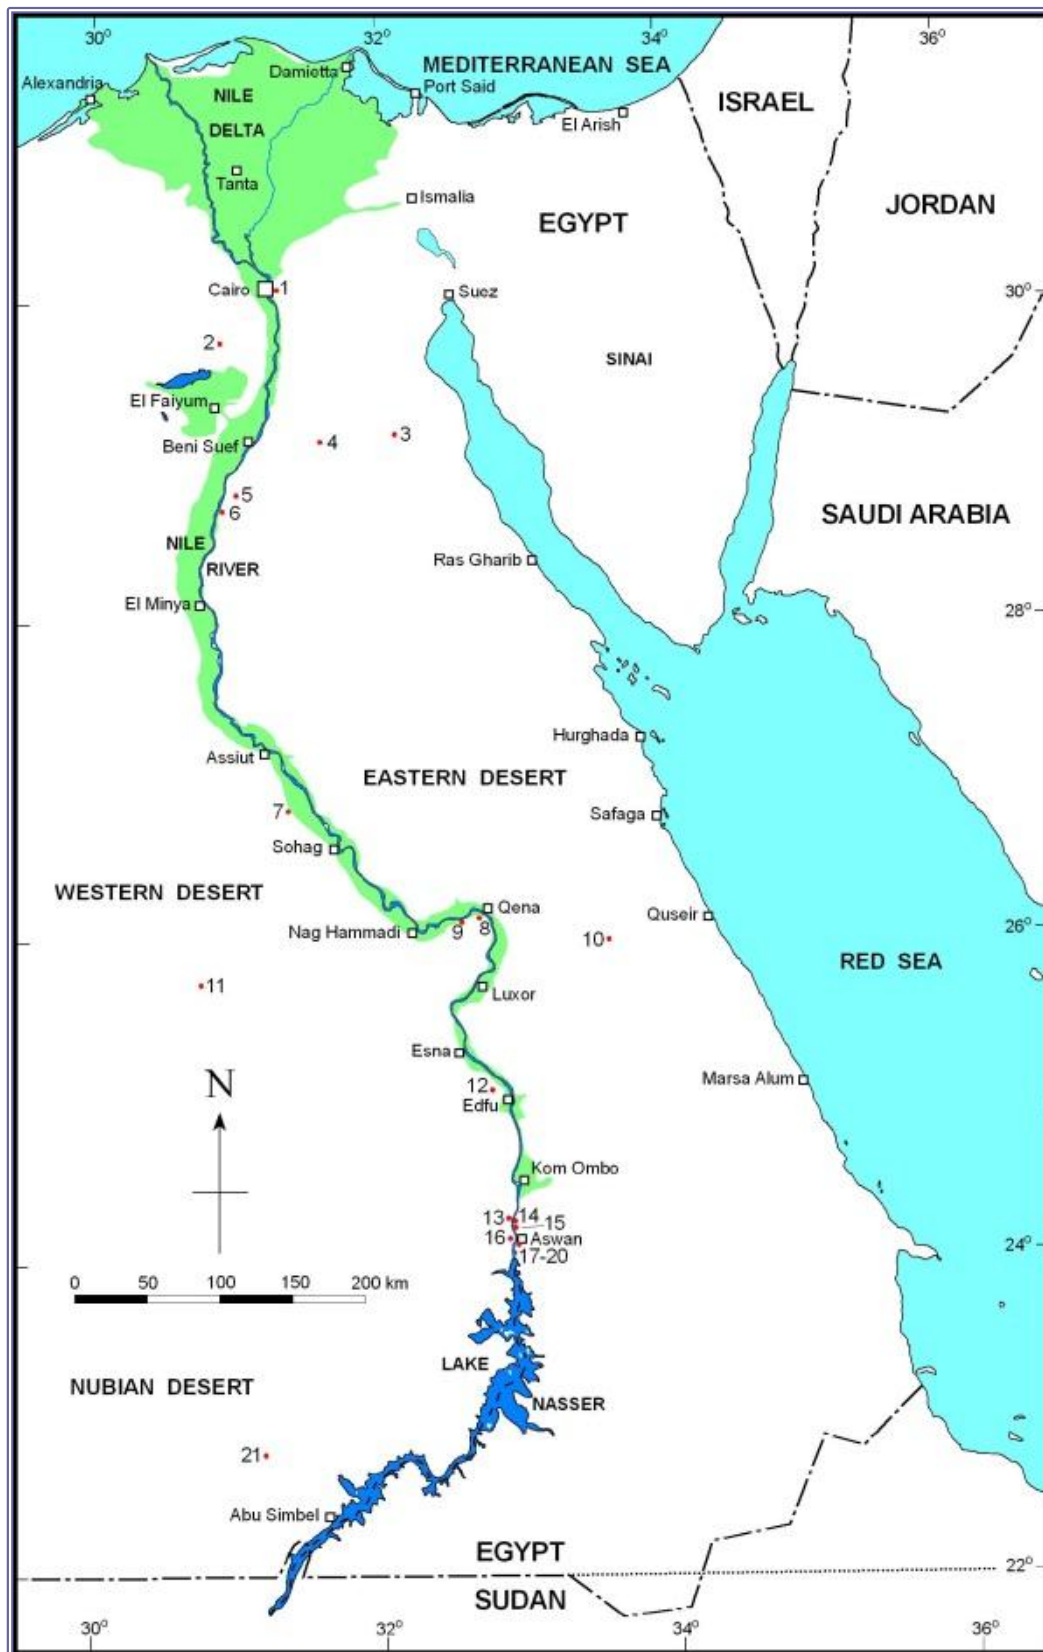 30° 32° 34° 36°
MEDITERRANEAN SEA
Damietta
Alexandria
Port Said
NILE
DELTA
ISRAEL
El Arish
Tanta
Ismalia
EGYPT
JORDAN
Cairo
1
Suez
30°
2
SINAI
El Faiyum
Beni Suef
4
3
5
6
SAUDI ARABIA
NILE
RIVER
Ras Gharib
El Minya
28°
Hurghada
Assiut
EASTERN DESERT
7
Safaga
Sohag
WESTERN DESERT
Qena
Quseir
26°
Nag Hammadi
9
8
10
RED SEA
11
Luxor
Esna
Marsa Alum
N
12
Edfu
Kom Ombo
13
14
15
16
Aswan
17-20
24°
0 50 100 150 200 km
LAKE
NASSER
NUBIAN DESERT
21
Abu Simbel
EGYPT
22°
SUDAN
30° 32° 34° 36°